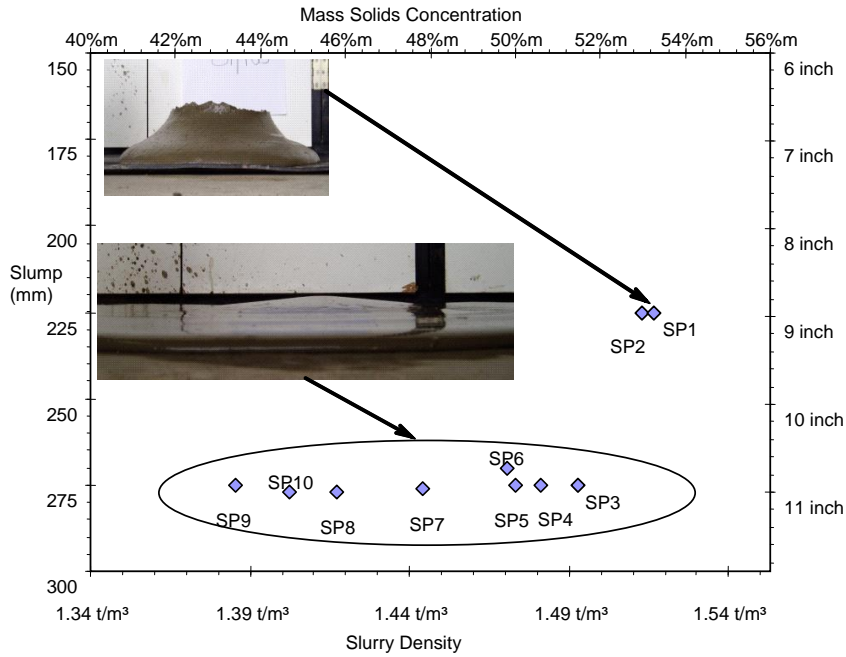 Mass Solids Concentration
40%m 42%m 44%m 46%m 48%m 50%m 52%m 54%m 56%m
150
175
200
225
250
275
300
Slump
(mm)
6 inch
7 inch
8 inch
9 inch
10 inch
11 inch
SP2
SP1
SP6
SP10
SP9
SP8
SP7
SP5
SP4
SP3
1.34 t/m³ 1.39 t/m³ 1.44 t/m³ 1.49 t/m³ 1.54 t/m³
Slurry Density